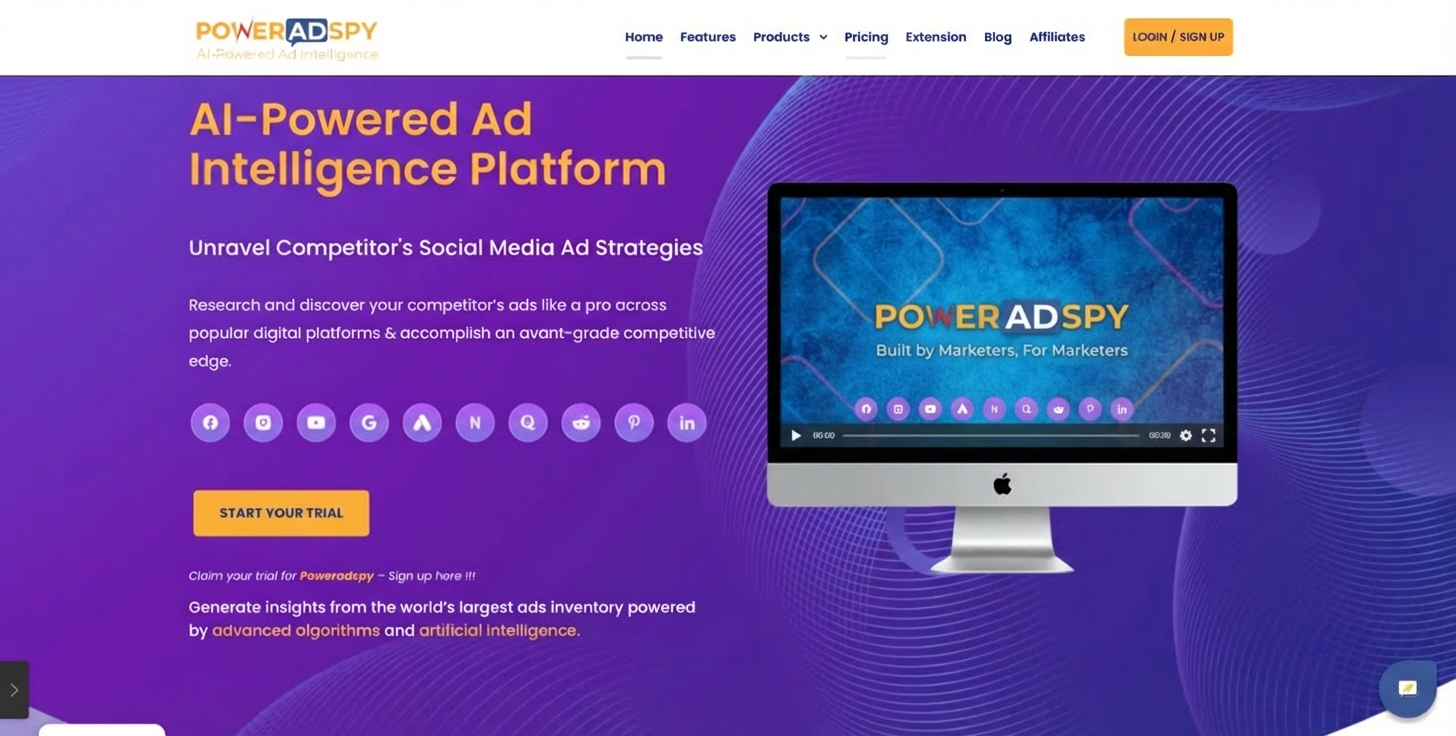 POWERADSPY
AI-Powered Ad Intelligence
Home Features Products Pricing Extension Blog Affiliates LOGIN / SIGN UP
AI-Powered Ad
Intelligence Platform
Unravel Competitor's Social Media Ad Strategies
Research and discover your competitor's ads like a pro across
popular digital platforms & accomplish an avant-grade competitive
edge.
N
START YOUR TRIAL
Claim your trial for Poweradspy – Sign up here !!!
Generate insights from the world's largest ads inventory powered
by advanced olgorithms and artificial intelligence.
POWERADSPY
Built by Marketers, For Marketers
00:00